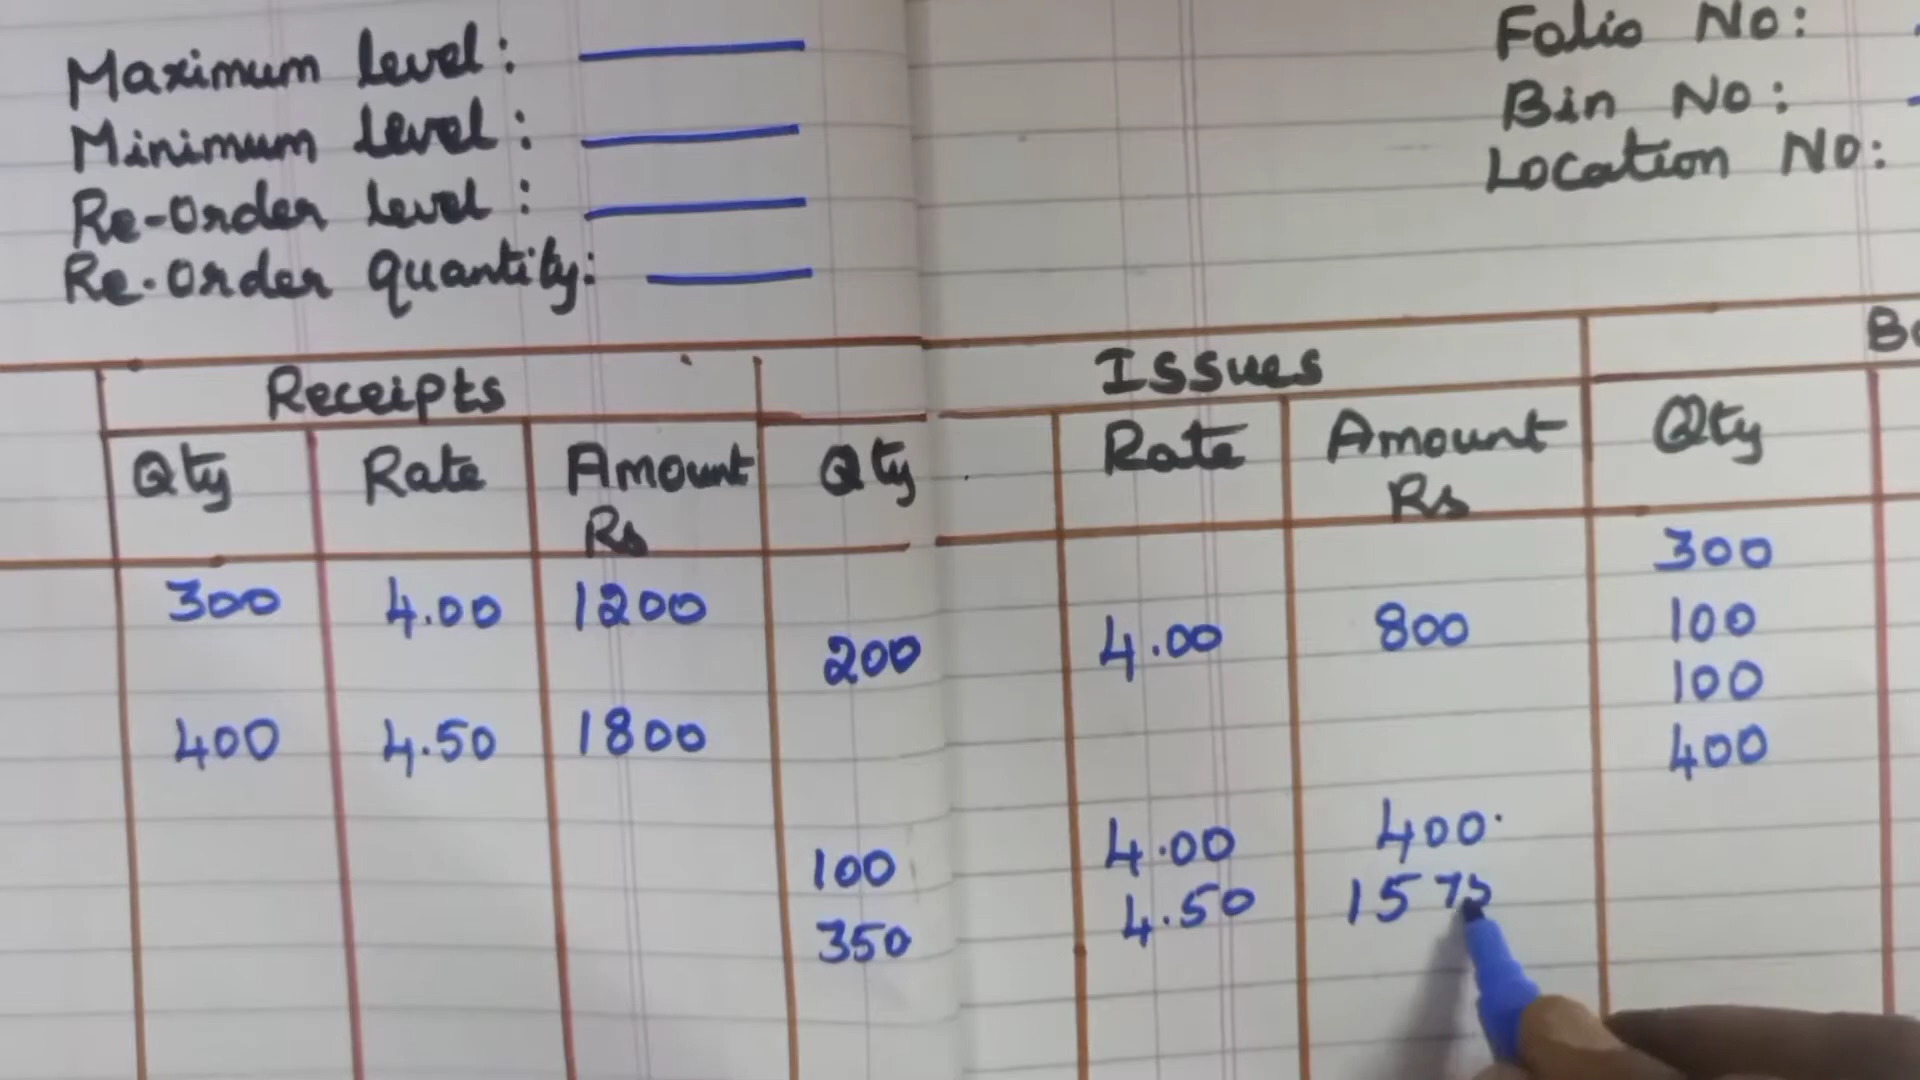 Maximum level:
Minimum level:
Re-Order level:
Re-Order quantity:
Folio No:
Bin No:
Location No:
Receipts Issues
Qty Rate Amount Rs Qty Rate Amount Rs Qty
300 4.00 1200 300
200 4.00 800 100
100
400 4.50 1800 400
100 4.00 400
350 4.50 1575